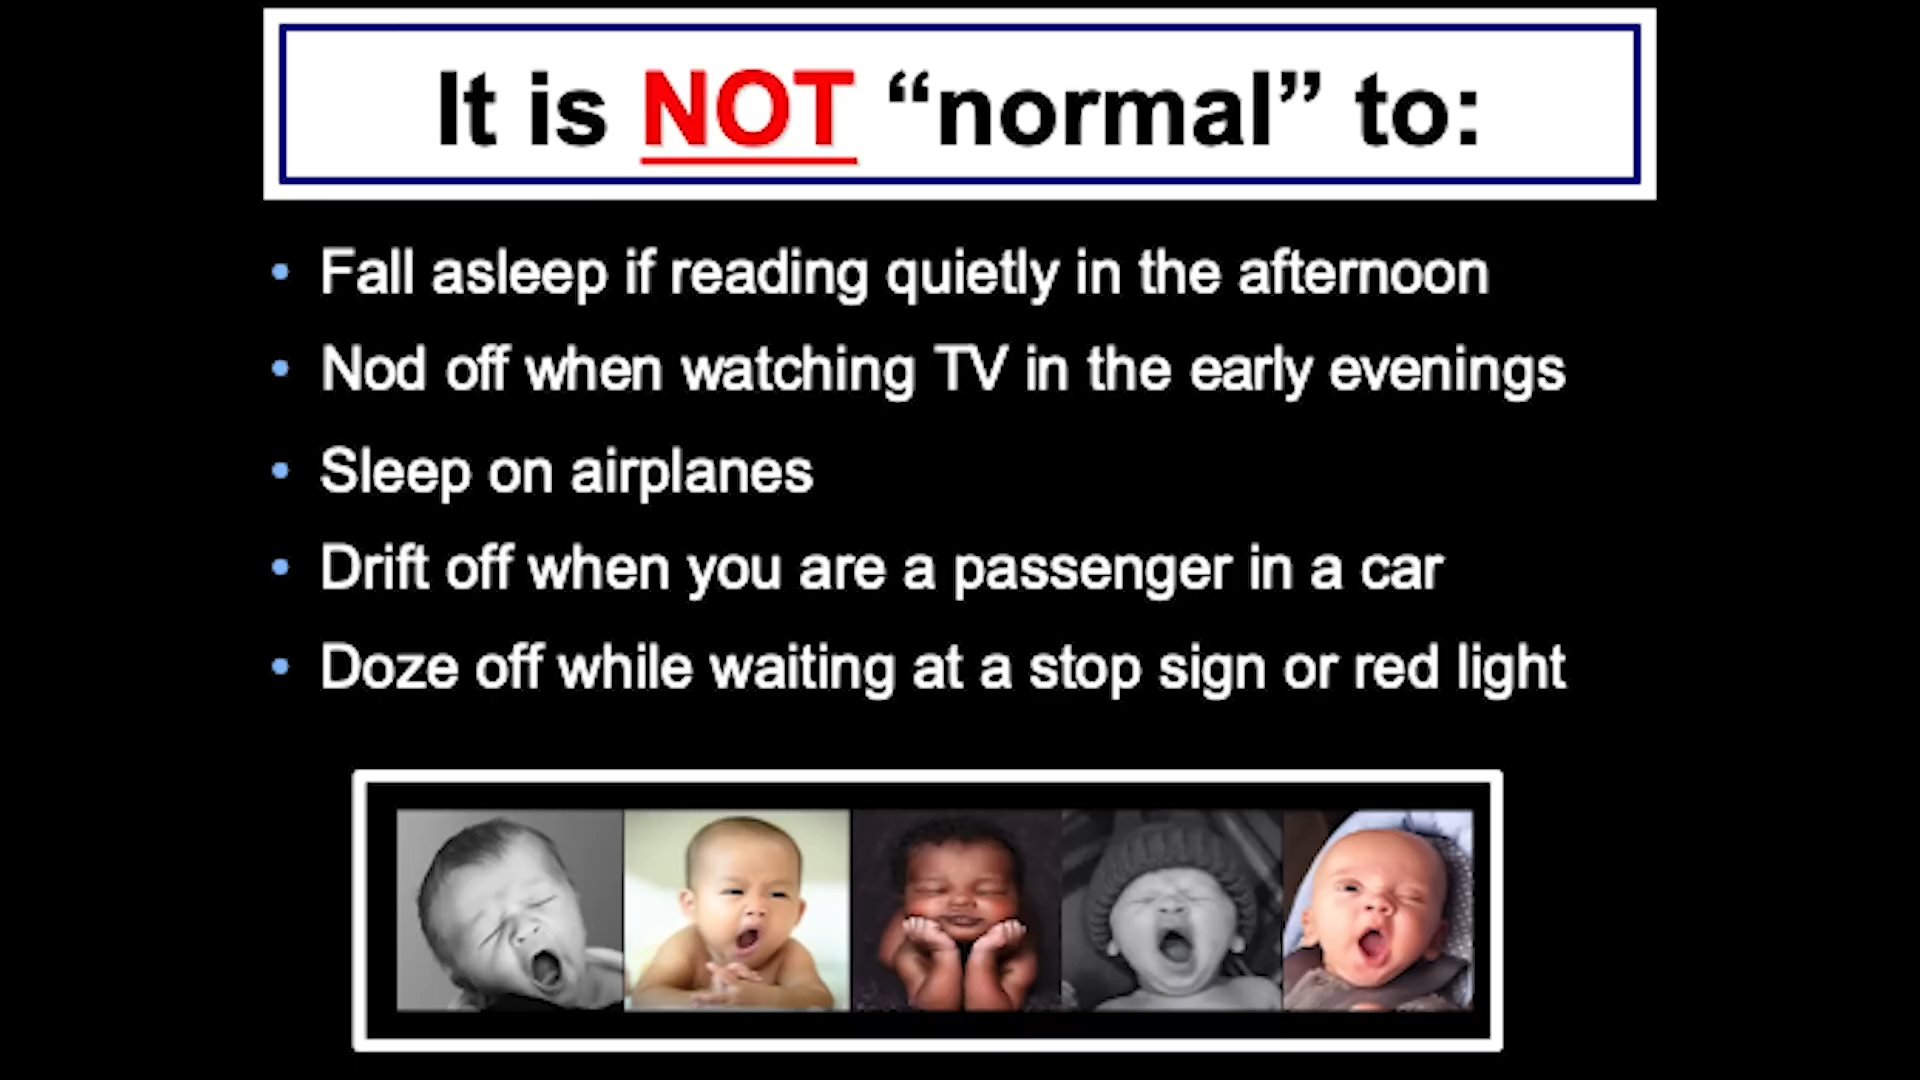 It is NOT “normal” to:
• Fall asleep if reading quietly in the afternoon
• Nod off when watching TV in the early evenings
• Sleep on airplanes
• Drift off when you are a passenger in a car
• Doze off while waiting at a stop sign or red light